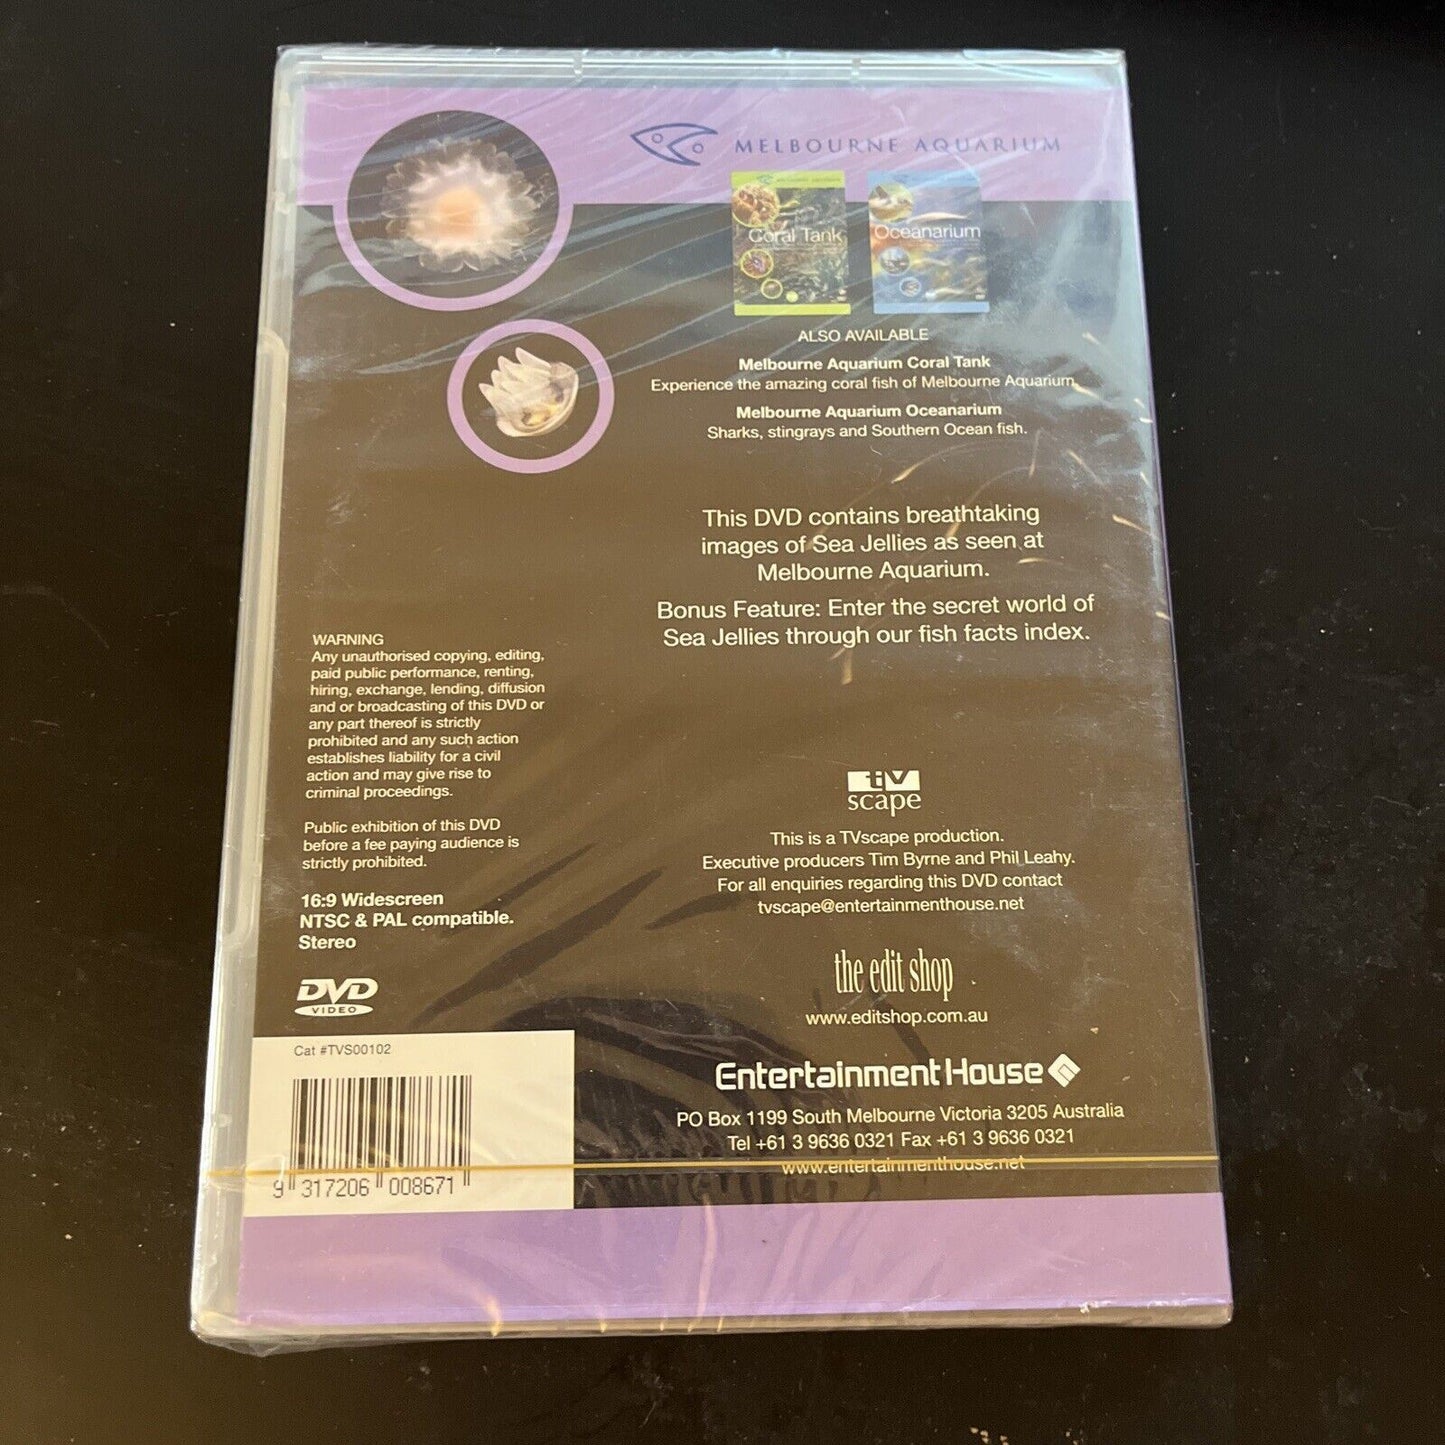 MELBOURNE AQUARIUM
Coral Tank
Oceanarium
ALSO AVAILABLE
Melbourne Aquarium Coral Tank
Experience the amazing coral fish of Melbourne Aquarium.
Melbourne Aquarium Oceanarium
Sharks, stingrays and Southern Ocean fish.
This DVD contains breathtaking
images of Sea Jellies as seen at
Melbourne Aquarium.
Bonus Feature: Enter the secret world of
Sea Jellies through our fish facts index.
WARNING
Any unauthorised copying, editing,
paid public performance, renting,
hiring, exchange, lending, diffusion
and or broadcasting of this DVD or
any part thereof is strictly
prohibited and any such action
establishes liability for a civil
action and may give rise to
criminal proceedings.
Public exhibition of this DVD
before a fee paying audience is
strictly prohibited.
16:9 Widescreen
NTSC & PAL compatible.
Stereo
DVD
VIDEO
Cat #TVS00102
9 317206 008671
tv
scape
This is a TVscape production.
Executive producers Tim Byrne and Phil Leahy.
For all enquiries regarding this DVD contact
tvscape@entertainmenthouse.net
the edit shop
www.editshop.com.au
Entertainment House
PO Box 1199 South Melbourne Victoria 3205 Australia
Tel +61 3 9636 0321 Fax +61 3 9636 0321
www.entertainmenthouse.net